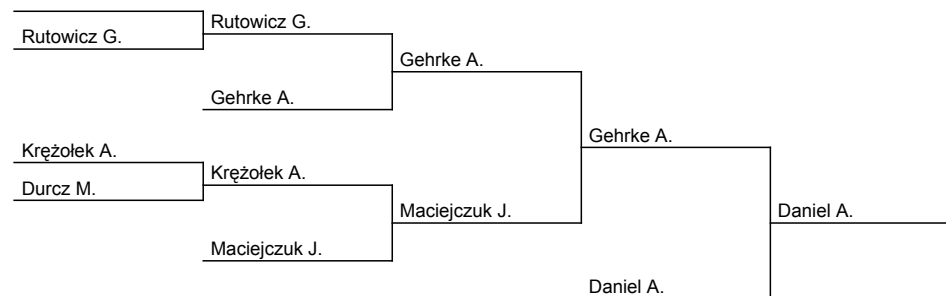 Rutowicz G.
Rutowicz G.
Gehrke A.
Gehrke A.
Gehrke A.
Krężołek A.
Krężołek A.
Durcz M.
Maciejczuk J.
Daniel A.
Maciejczuk J.
Daniel A.